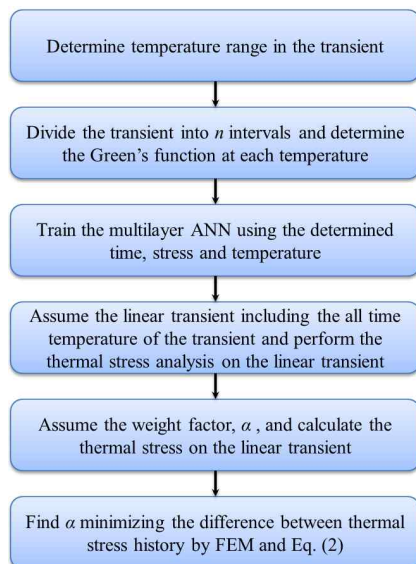 Determine temperature range in the transient
Divide the transient into n intervals and determine
the Green's function at each temperature
Train the multilayer ANN using the determined
time, stress and temperature
Assume the linear transient including the all time
temperature of the transient and perform the
thermal stress analysis on the linear transient
Assume the weight factor, α , and calculate the
thermal stress on the linear transient
Find α minimizing the difference between thermal
stress history by FEM and Eq. (2)